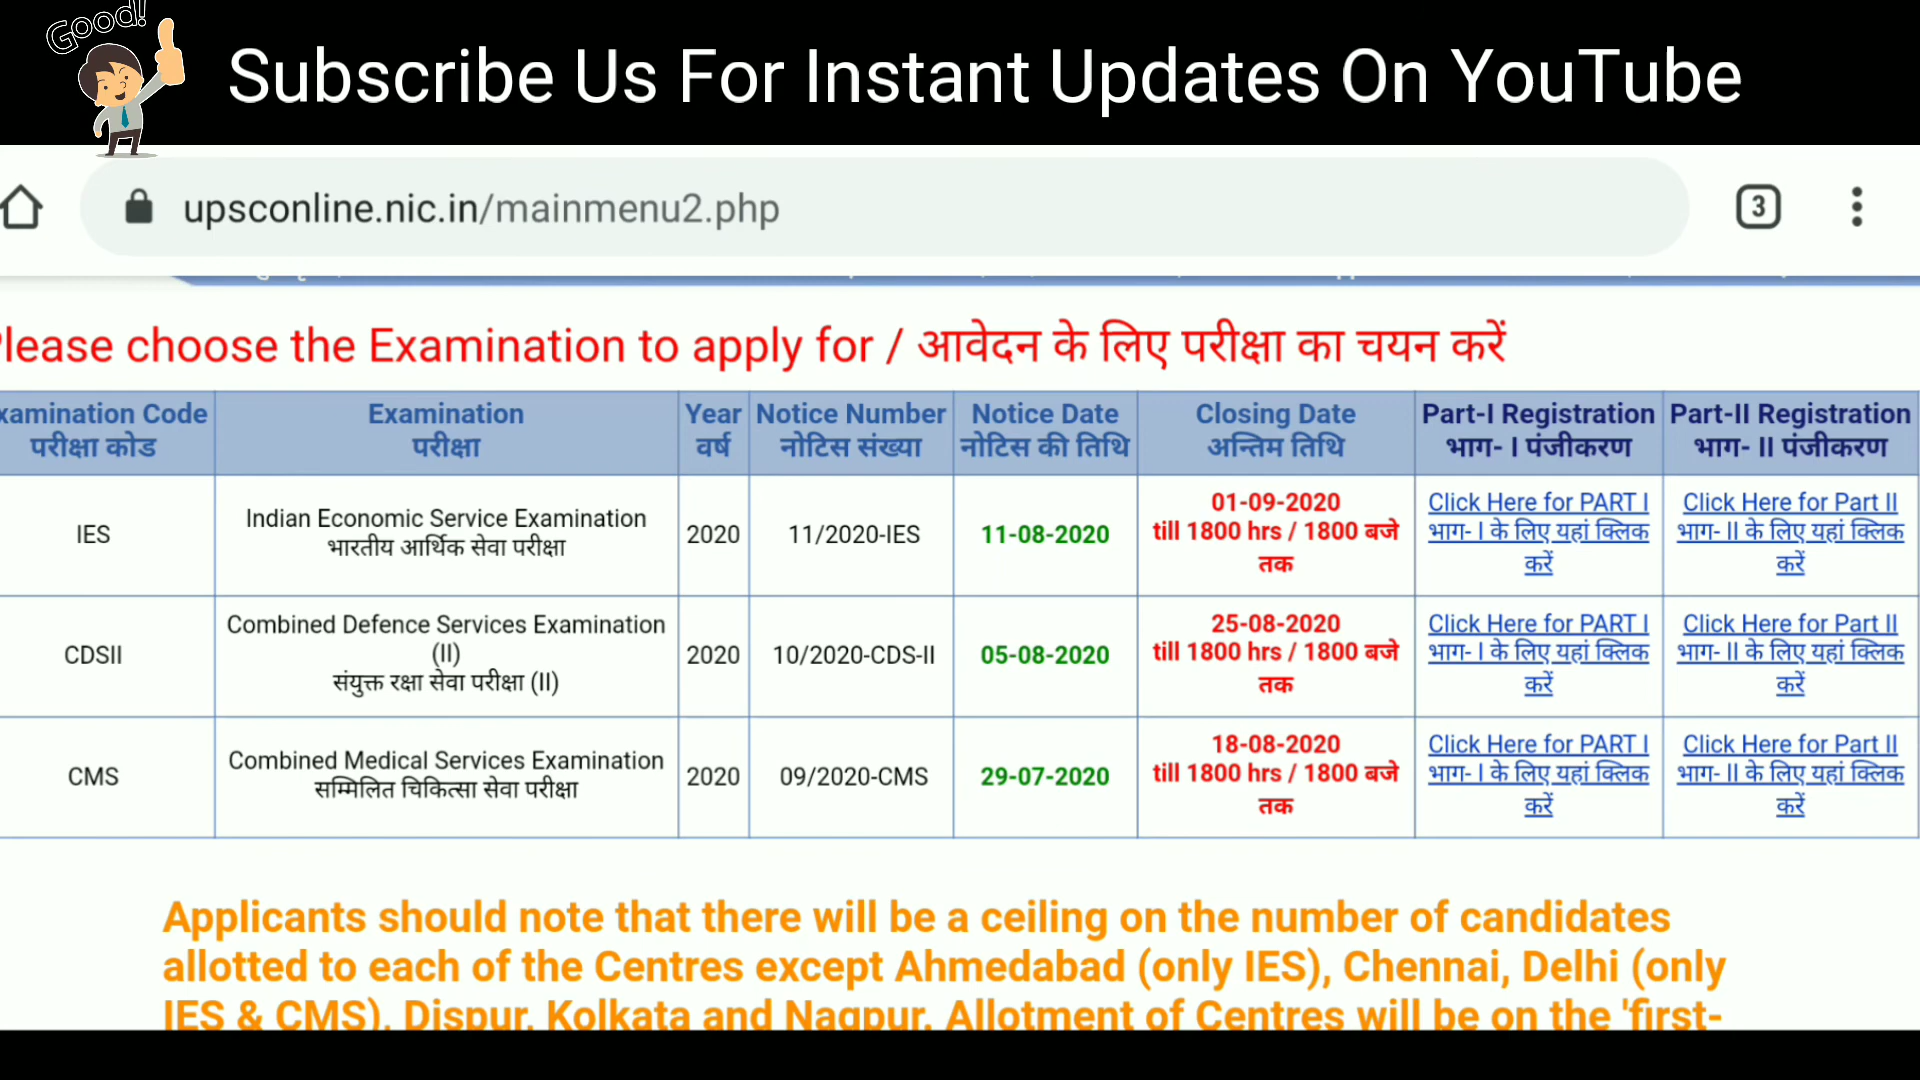 Good!
Subscribe Us For Instant Updates On YouTube
upsconline.nic.in/mainmenu2.php
3
lease choose the Examination to apply for / आवेदन के लिए परीक्षा का चयन करें
xamination Code
परीक्षा कोड
Examination
परीक्षा
Year
वर्ष
Notice Number
नोटिस संख्या
Notice Date
नोटिस की तिथि
Closing Date
अन्तिम तिथि
Part-I Registration
भाग- I पंजीकरण
Part-II Registration
भाग- II पंजीकरण
IES
Indian Economic Service Examination
भारतीय आर्थिक सेवा परीक्षा
2020
11/2020-IES
11-08-2020
01-09-2020
till 1800 hrs / 1800 बजे
तक
Click Here for PART I
भाग- I के लिए यहां क्लिक
करें
Click Here for Part II
भाग- II के लिए यहां क्लिक
करें
CDSII
Combined Defence Services Examination
(II)
संयुक्त रक्षा सेवा परीक्षा (II)
2020
10/2020-CDS-II
05-08-2020
25-08-2020
till 1800 hrs / 1800 बजे
तक
Click Here for PART I
भाग- I के लिए यहां क्लिक
करें
Click Here for Part II
भाग- II के लिए यहां क्लिक
करें
CMS
Combined Medical Services Examination
सम्मिलित चिकित्सा सेवा परीक्षा
2020
09/2020-CMS
29-07-2020
18-08-2020
till 1800 hrs / 1800 बजे
तक
Click Here for PART I
भाग- I के लिए यहां क्लिक
करें
Click Here for Part II
भाग- II के लिए यहां क्लिक
करें
Applicants should note that there will be a ceiling on the number of candidates
allotted to each of the Centres except Ahmedabad (only IES), Chennai, Delhi (only
IES & CMS), Dispur, Kolkata and Nagpur. Allotment of Centres will be on the 'first-